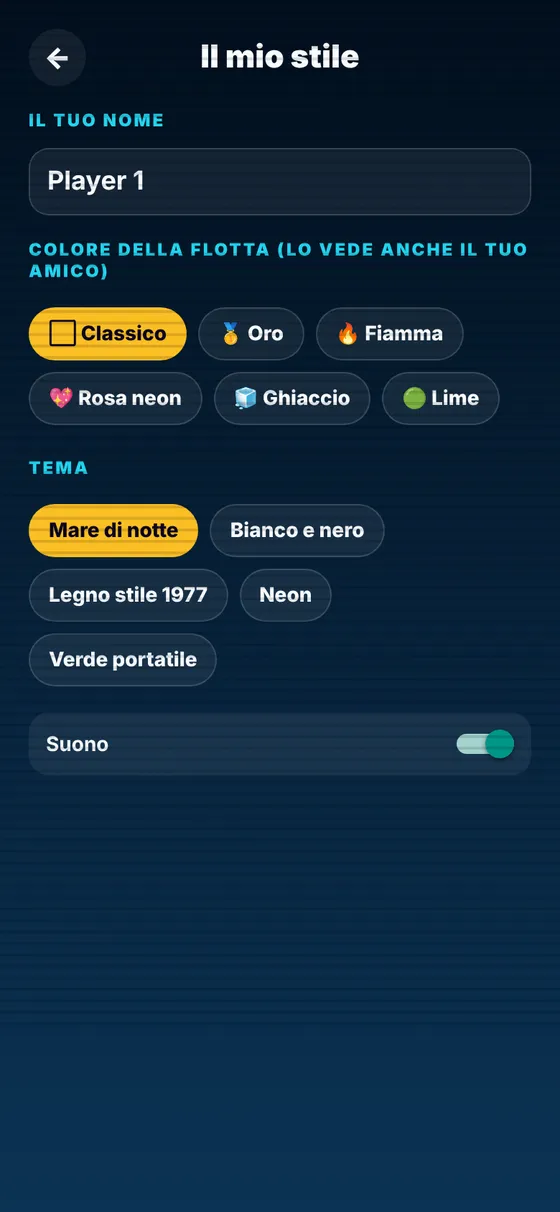 Il mio stile
IL TUO NOME
Player 1
COLORE DELLA FLOTTA (LO VEDE ANCHE IL TUO
AMICO)
Classico
🥇 Oro
🔥 Fiamma
💖 Rosa neon
🧊 Ghiaccio
🟢 Lime
TEMA
Mare di notte
Bianco e nero
Legno stile 1977
Neon
Verde portatile
Suono